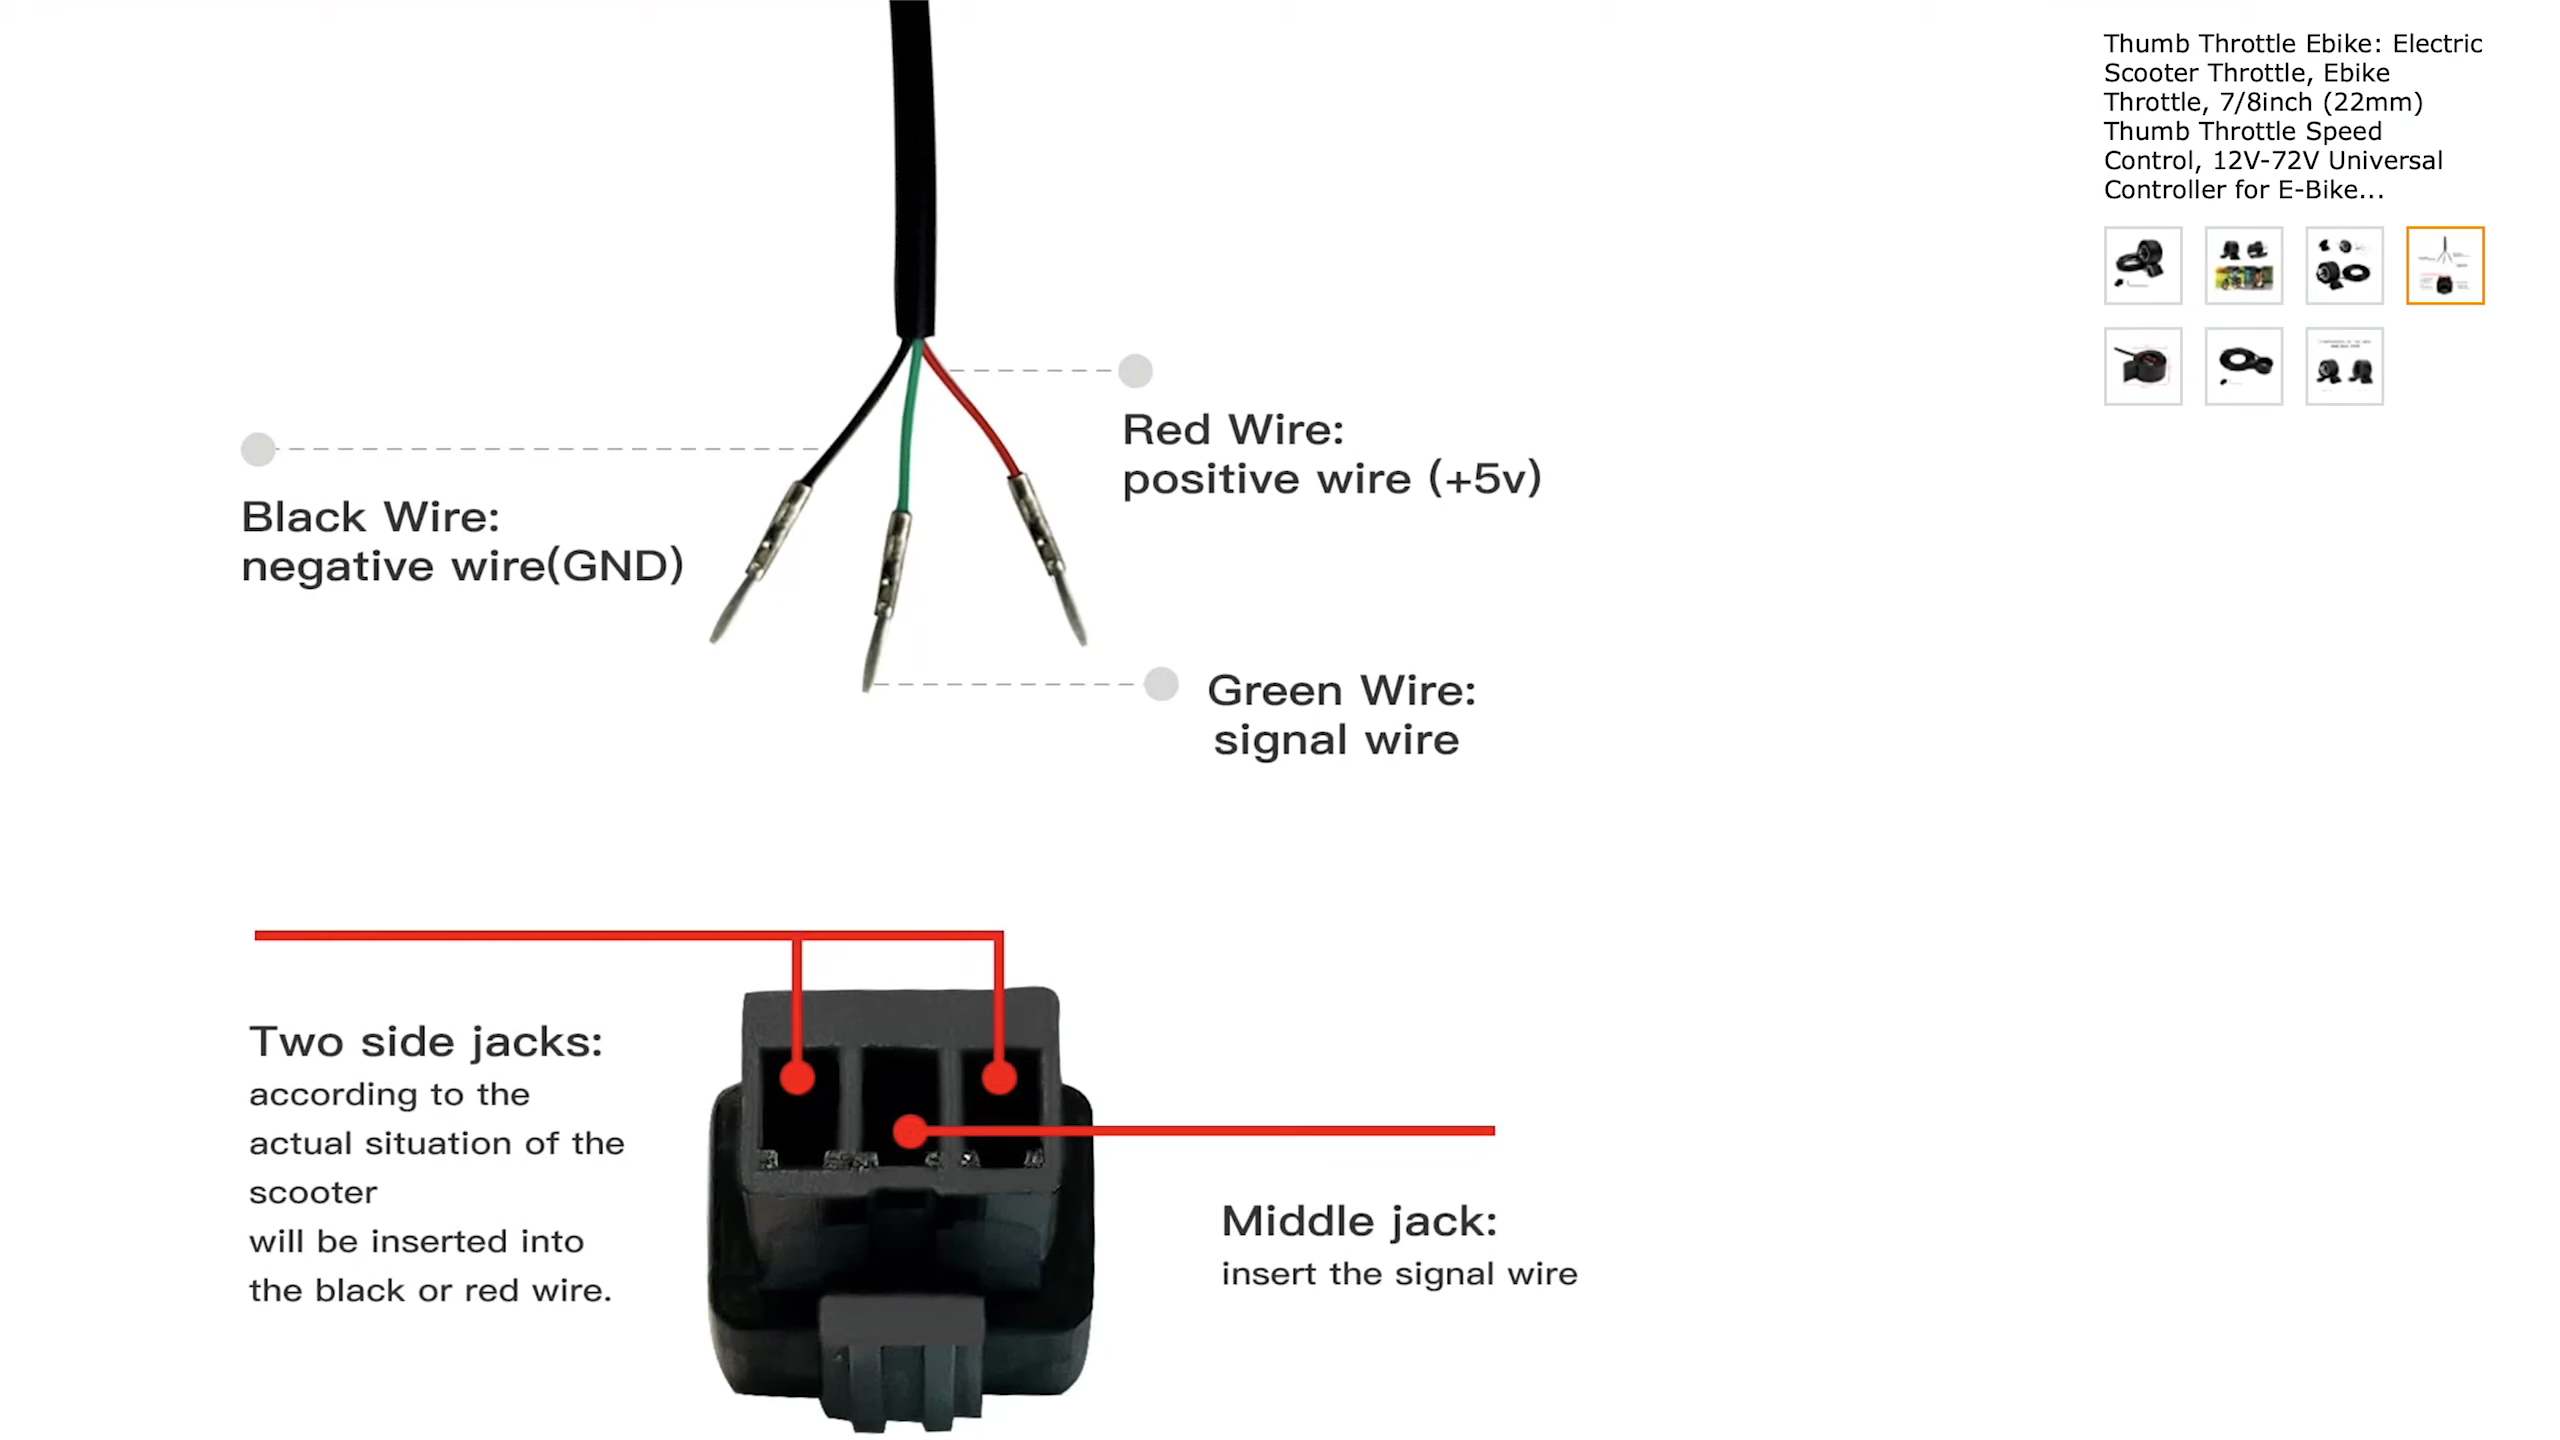 Thumb Throttle Ebike: Electric
Scooter Throttle, Ebike
Throttle, 7/8inch (22mm)
Thumb Throttle Speed
Control, 12V-72V Universal
Controller for E-Bike...
Red Wire:
positive wire (+5v)
Black Wire:
negative wire(GND)
Green Wire:
signal wire
Two side jacks:
according to the
actual situation of the
scooter
will be inserted into
the black or red wire.
Middle jack:
insert the signal wire